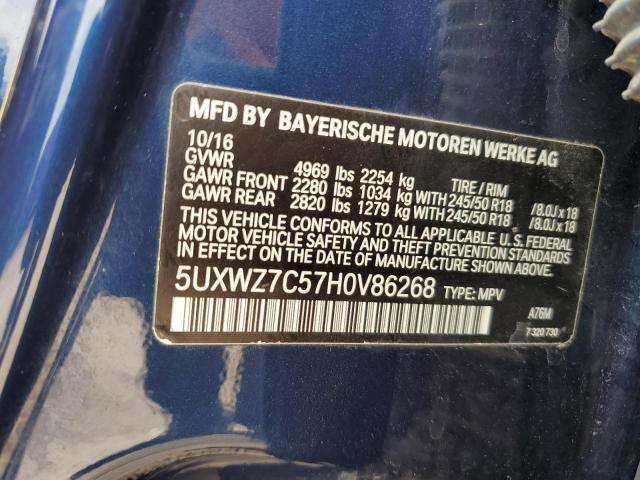 MFD BY BAYERISCHE MOTOREN WERKE AG
10/16
GVWR 4969 lbs 2254 kg TIRE / RIM
GAWR FRONT 2280 lbs 1034 kg WITH 245/50 R18 / 8.0J x 18
GAWR REAR 2820 lbs 1279 kg WITH 245/50 R18 / 8.0J x 18
THIS VEHICLE CONFORMS TO ALL APPLICABLE U. S. FEDERAL
MOTOR VEHICLE SAFETY AND THEFT PREVENTION STANDARDS
IN EFFECT ON THE DATE OF MANUFACTURE SHOWN ABOVE.
5UXWZ7C57H0V86268 TYPE: MPV
A76M
7 320 730